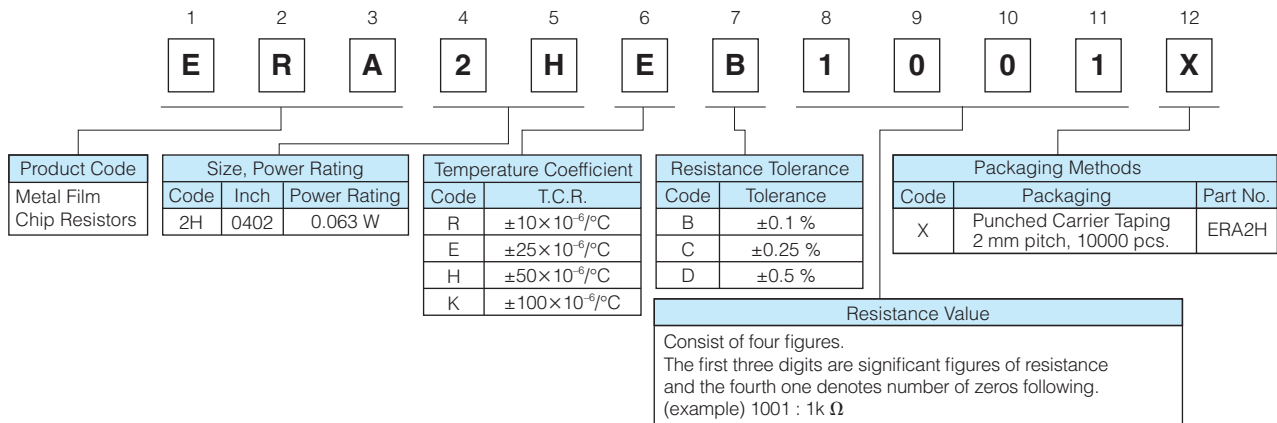 1 2 3 4 5 6 7 8 9 10 11 12
E R A 2 H E B 1 0 0 1 X
Product Code
Metal Film
Chip Resistors
Size, Power Rating
Code Inch Power Rating
2H 0402 0.063 W
Temperature Coefficient
Code T.C.R.
R ±10×10⁻⁶/°C
E ±25×10⁻⁶/°C
H ±50×10⁻⁶/°C
K ±100×10⁻⁶/°C
Resistance Tolerance
Code Tolerance
B ±0.1 %
C ±0.25 %
D ±0.5 %
Packaging Methods
Code Packaging Part No.
X Punched Carrier Taping
2 mm pitch, 10000 pcs. ERA2H
Resistance Value
Consist of four figures.
The first three digits are significant figures of resistance
and the fourth one denotes number of zeros following.
(example) 1001 : 1k Ω